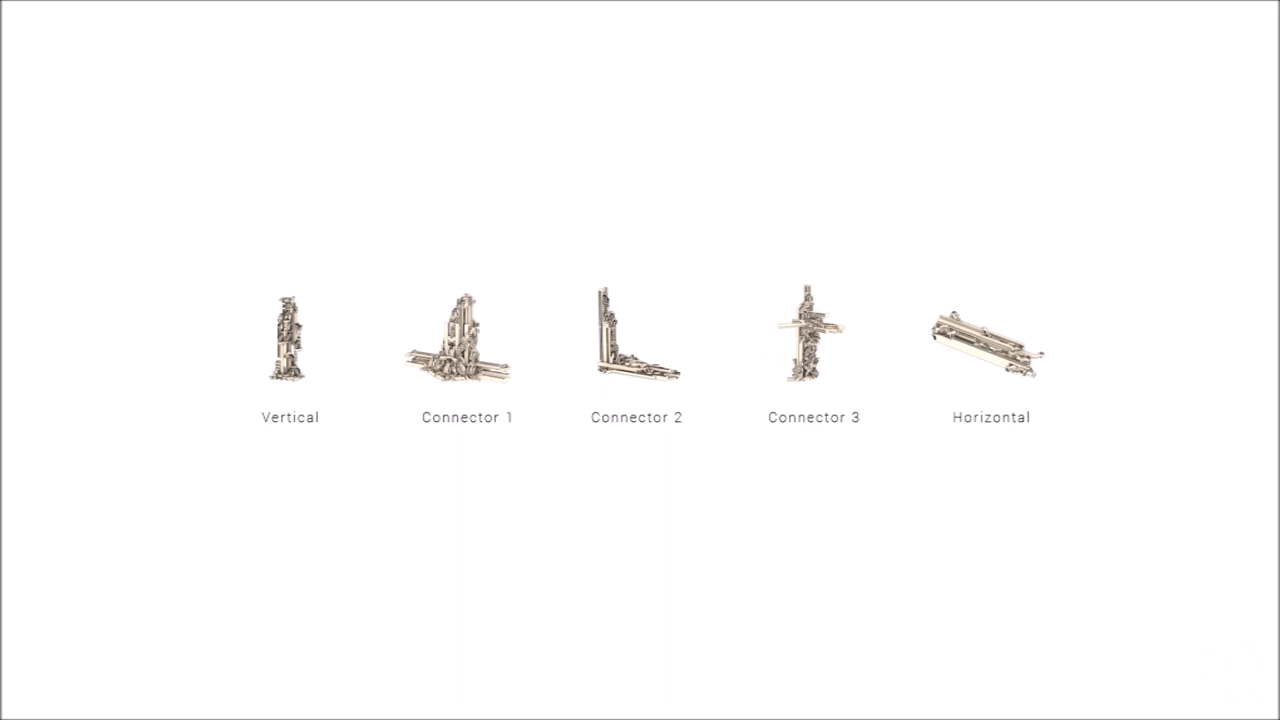 Vertical
Connector 1
Connector 2
Connector 3
Horizontal